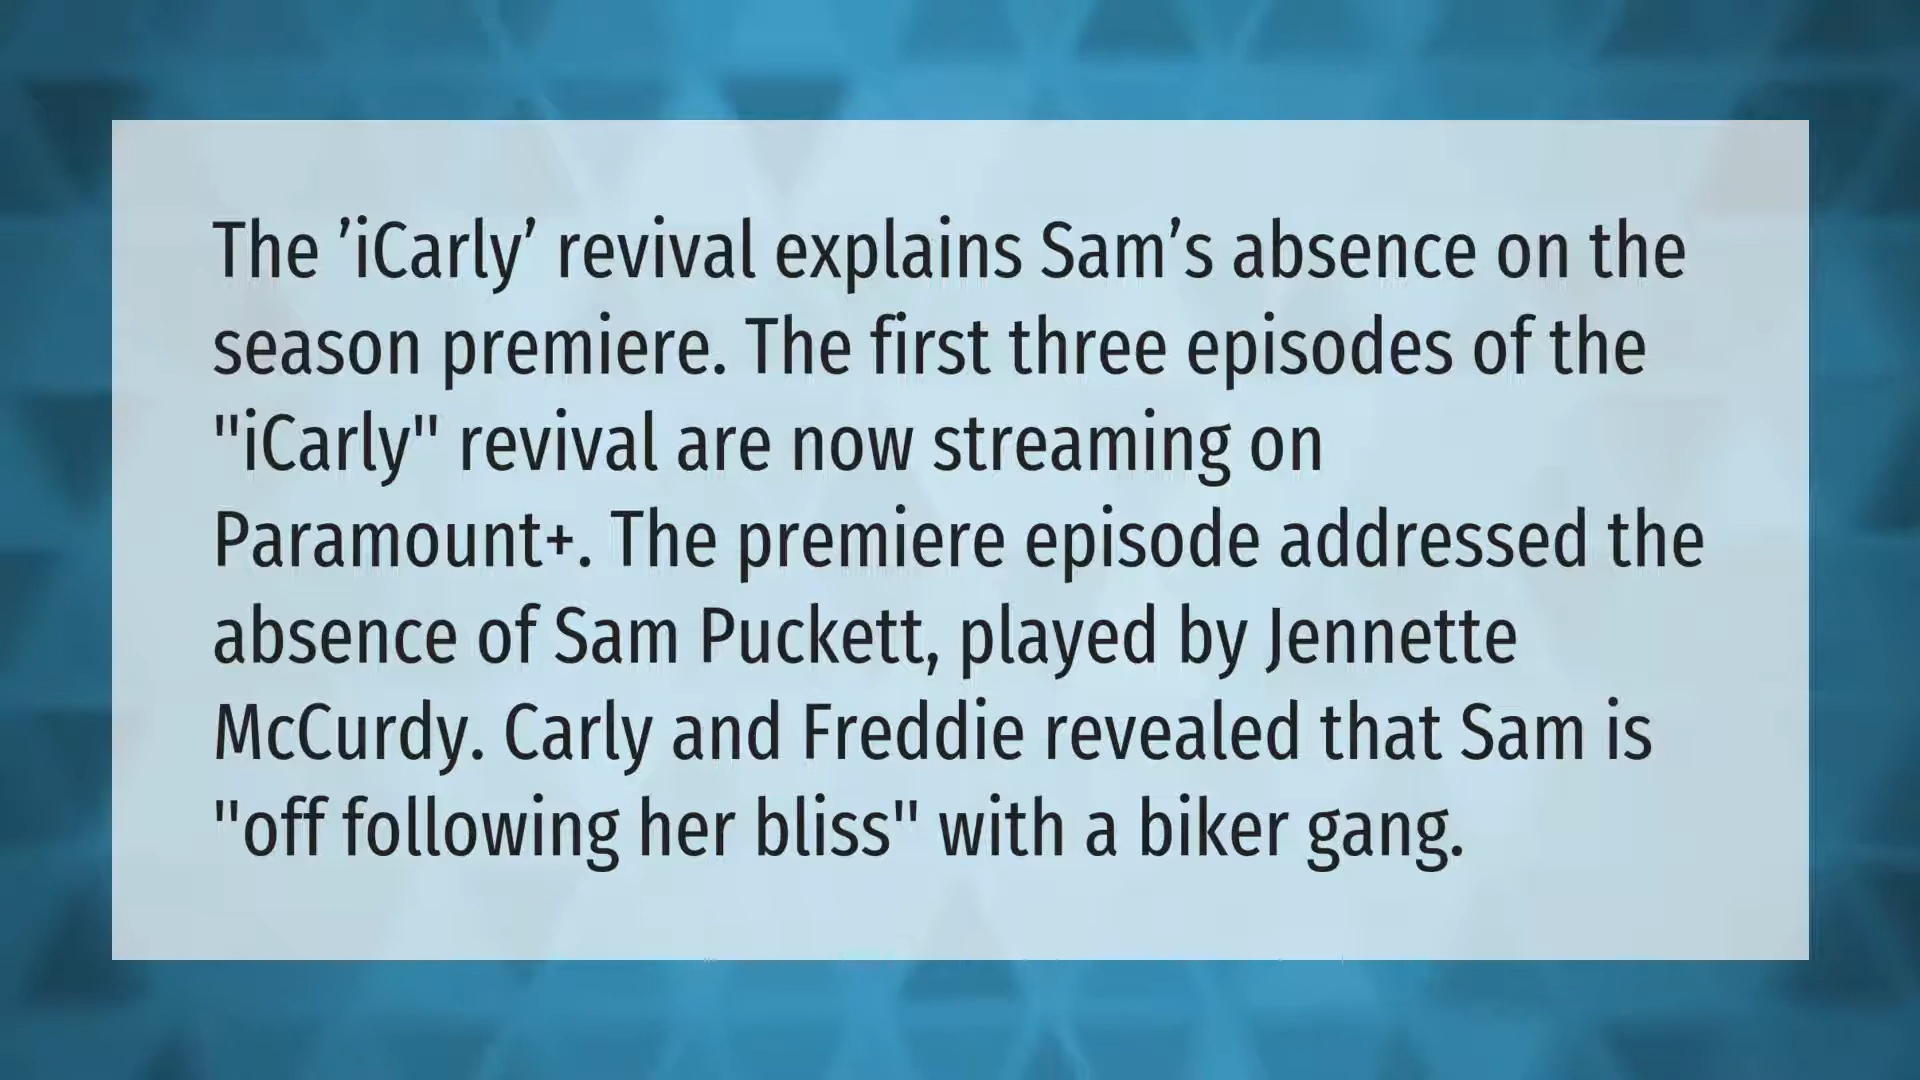 The ’iCarly’ revival explains Sam’s absence on the
season premiere. The first three episodes of the
"iCarly" revival are now streaming on
Paramount+. The premiere episode addressed the
absence of Sam Puckett, played by Jennette
McCurdy. Carly and Freddie revealed that Sam is
"off following her bliss" with a biker gang.